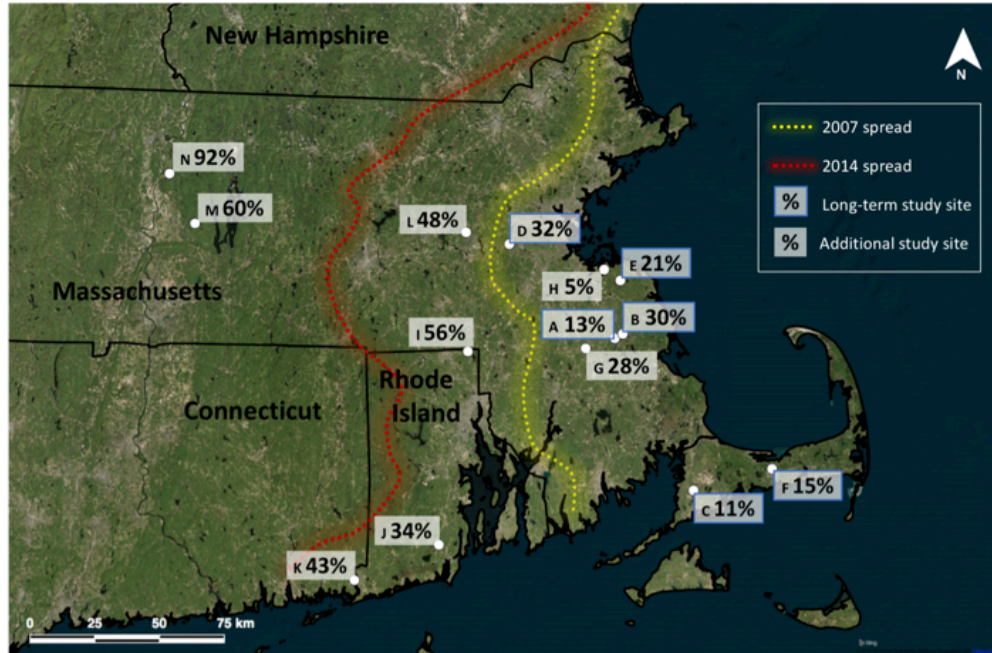 New Hampshire
N
2007 spread
2014 spread
% Long-term study site
% Additional study site
N 92%
M 60%
L 48%
D 32%
E 21%
H 5%
Massachusetts
A 13%
B 30%
I 56%
G 28%
Rhode
Island
Connecticut
F 15%
C 11%
J 34%
K 43%
0 25 50 75 km